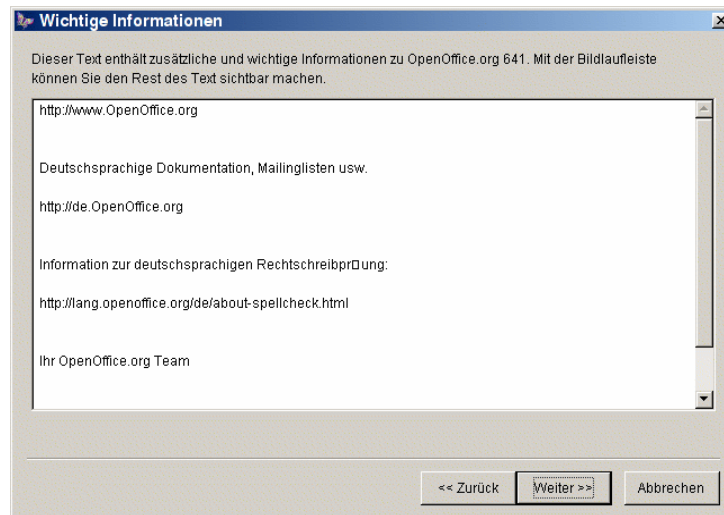 Wichtige Informationen
Dieser Text enthält zusätzliche und wichtige Informationen zu OpenOffice.org 641. Mit der Bildlaufleiste
können Sie den Rest des Text sichtbar machen.
http://www.OpenOffice.org
Deutschsprachige Dokumentation, Mailinglisten usw.
http://de.OpenOffice.org
Information zur deutschsprachigen Rechtschreibpr□ung:
http://lang.openoffice.org/de/about-spellcheck.html
Ihr OpenOffice.org Team
<< Zurück
Weiter >>
Abbrechen